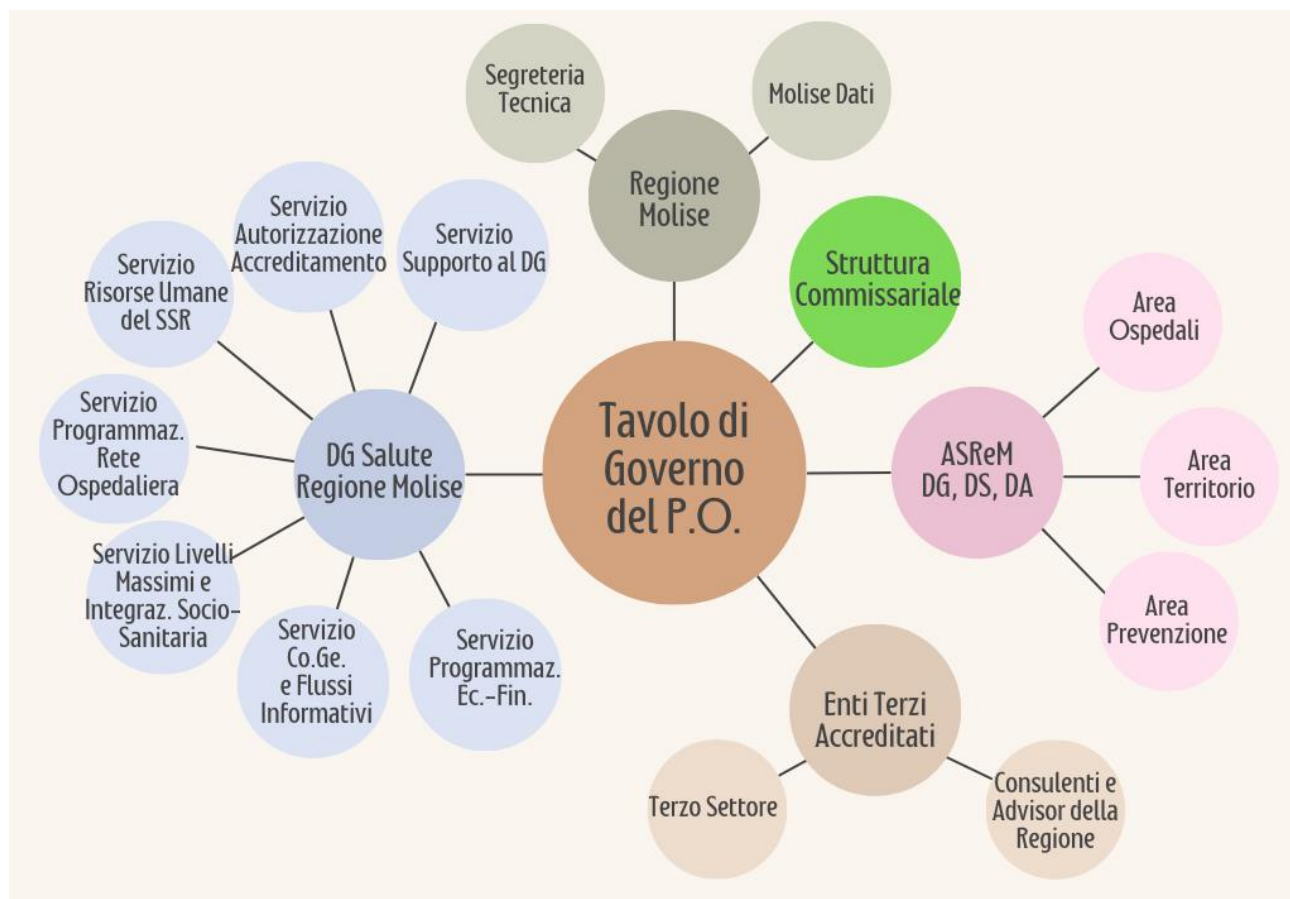 Segreteria
Tecnica
Molise Dati
Regione
Molise
Servizio
Autorizzazione
Accreditamento
Servizio
Supporto al DG
Servizio
Risorse Umane
del SSR
Struttura
Commissariale
Area
Ospedali
Servizio
Programmaz.
Rete
Ospedaliera
DG Salute
Regione Molise
Tavolo di
Governo
del P.O.
ASReM
DG, DS, DA
Area
Territorio
Servizio Livelli
Massimi e
Integraz. Socio-
Sanitaria
Servizio
Co.Ge.
e Flussi
Informativi
Servizio
Programmaz.
Ec.-Fin.
Area
Prevenzione
Enti Terzi
Accreditati
Terzo Settore
Consulenti e
Advisor della
Regione